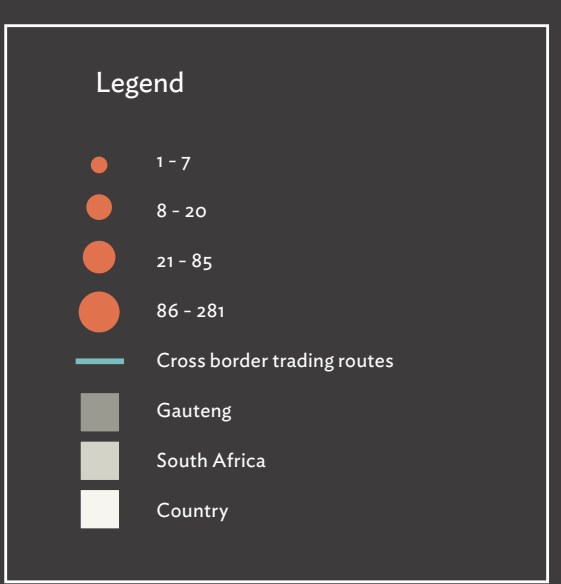 Legend
1 - 7
8 - 20
21 - 85
86 - 281
Cross border trading routes
Gauteng
South Africa
Country